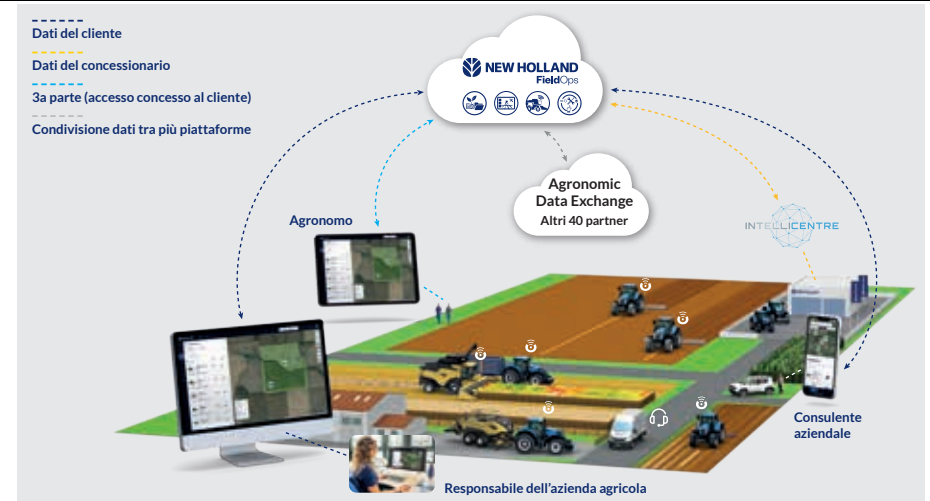 Dati del cliente
Dati del concessionario
3a parte (accesso concesso al cliente)
Condivisione dati tra più piattaforme
NEW HOLLAND
FieldOps
Agronomic
Data Exchange
Altri 40 partner
Agronomo
INTELLICENTRE
Consulente
aziendale
Responsabile dell'azienda agricola